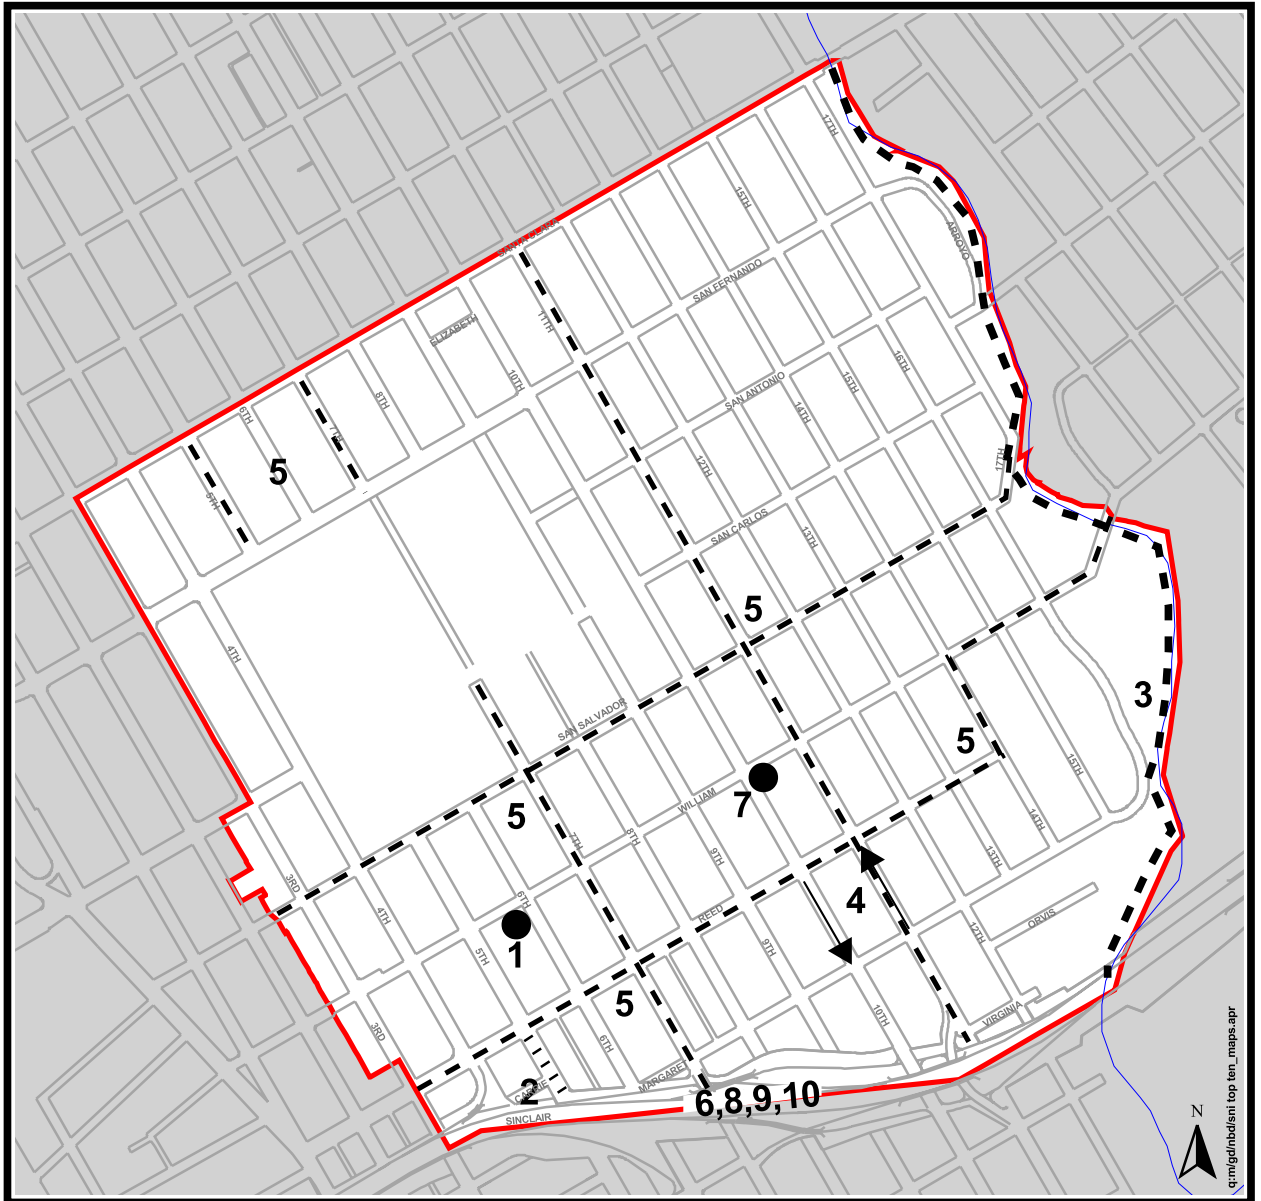 17TH
15TH
SANTA CLARA
ARROYO
SAN FERNANDO
11TH
ELIZABETH
16TH
15TH
10TH
SAN ANTONIO
8TH
6TH
14TH
7TH
17TH
12TH
5
5TH
SAN CARLOS
13TH
5
4TH
3
SAN SALVADOR
5
15TH
7
WILLIAM
5
14TH
7TH
8TH
9TH
13TH
3RD
6TH
4
4TH
REED
ORVIS
1
5TH
9TH
12TH
5
10TH
VIRGINIA
3RD
6TH
MARGARET
2
CARRIE
6,8,9,10
SINCLAIR
N
q:m/gd/nbd/sni top ten_maps.apr